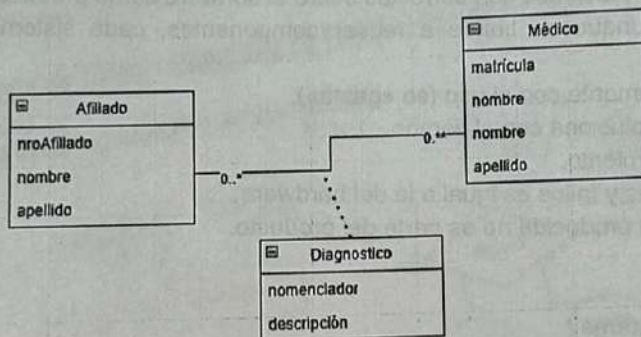 Afiliado
nroAfiliado
nombre
apellido
0..*
0.**
Médico
matrícula
nombre
nombre
apellido
Diagnostico
nomenclador
descripción